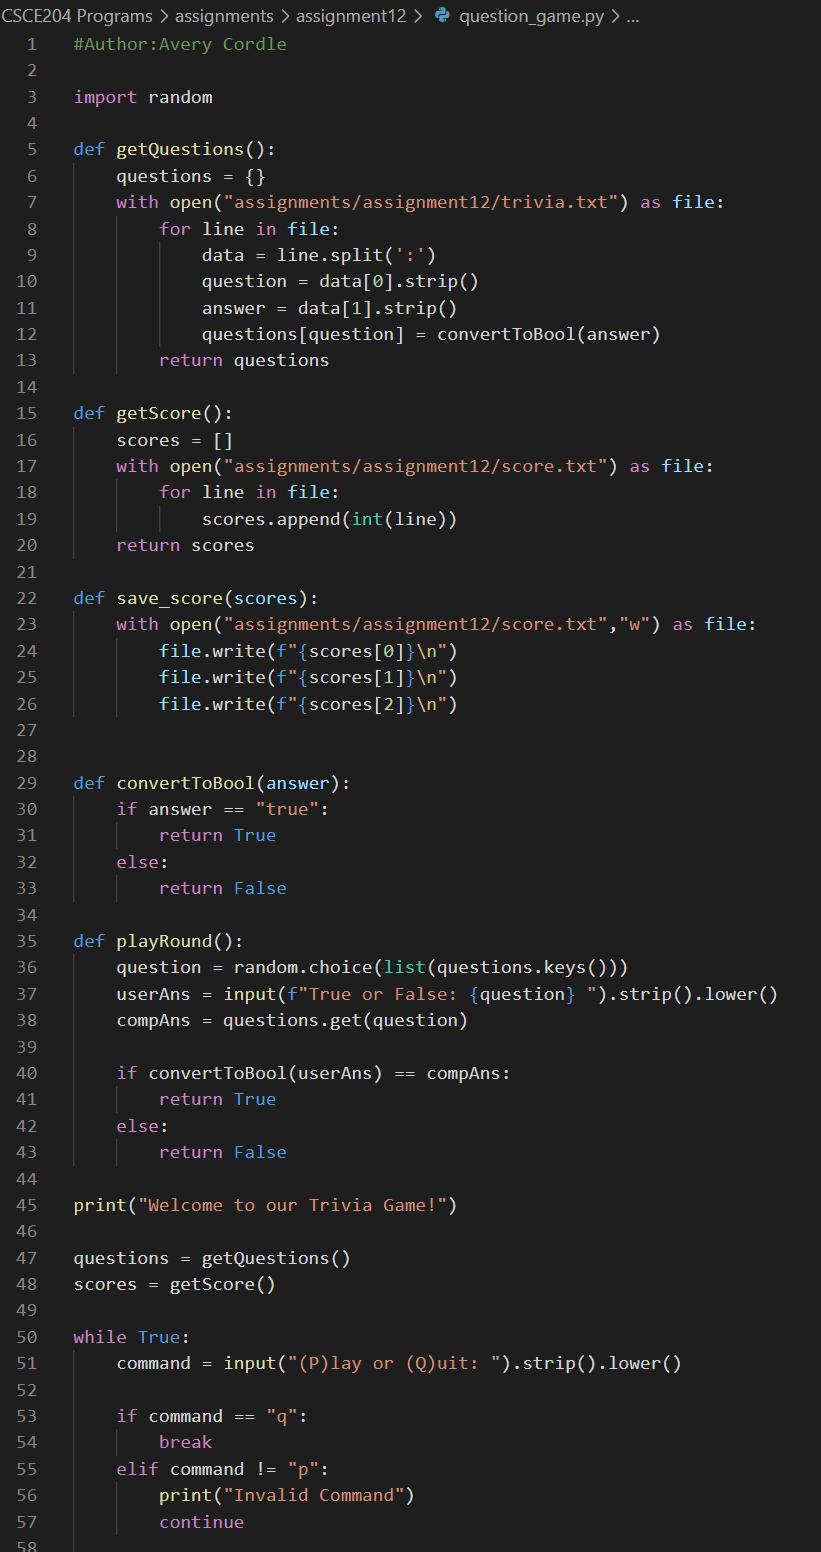 CSCE204 Programs > assignments > assignment12 > question_game.py > ...
1 #Author:Avery Cordle
2
3 import random
4
5 def getQuestions():
6     questions = {}
7     with open("assignments/assignment12/trivia.txt") as file:
8         for line in file:
9             data = line.split(':')
10             question = data[0].strip()
11             answer = data[1].strip()
12             questions[question] = convertToBool(answer)
13         return questions
14
15 def getScore():
16     scores = []
17     with open("assignments/assignment12/score.txt") as file:
18         for line in file:
19             scores.append(int(line))
20     return scores
21
22 def save_score(scores):
23     with open("assignments/assignment12/score.txt","w") as file:
24         file.write(f"{scores[0]}\n")
25         file.write(f"{scores[1]}\n")
26         file.write(f"{scores[2]}\n")
27
28
29 def convertToBool(answer):
30     if answer == "true":
31         return True
32     else:
33         return False
34
35 def playRound():
36     question = random.choice(list(questions.keys()))
37     userAns = input(f"True or False: {question} ").strip().lower()
38     compAns = questions.get(question)
39
40     if convertToBool(userAns) == compAns:
41         return True
42     else:
43         return False
44
45 print("Welcome to our Trivia Game!")
46
47 questions = getQuestions()
48 scores = getScore()
49
50 while True:
51     command = input("(P)lay or (Q)uit: ").strip().lower()
52
53     if command == "q":
54         break
55     elif command != "p":
56         print("Invalid Command")
57         continue
58